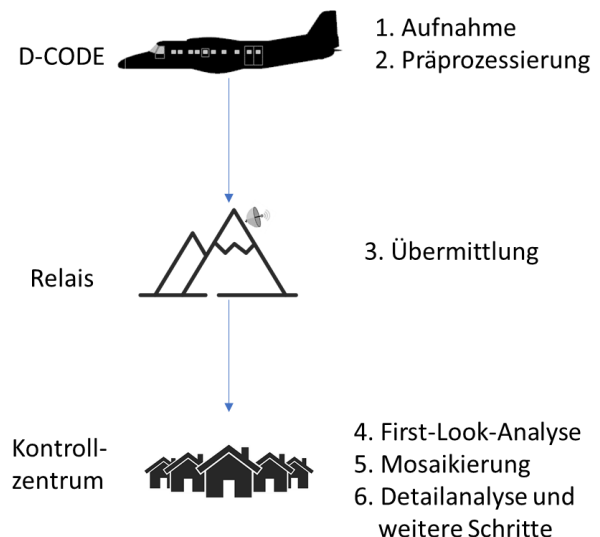 D-CODE
1. Aufnahme
2. Präprozessierung
Relais
3. Übermittlung
Kontroll-
zentrum
4. First-Look-Analyse
5. Mosaikierung
6. Detailanalyse und
weitere Schritte